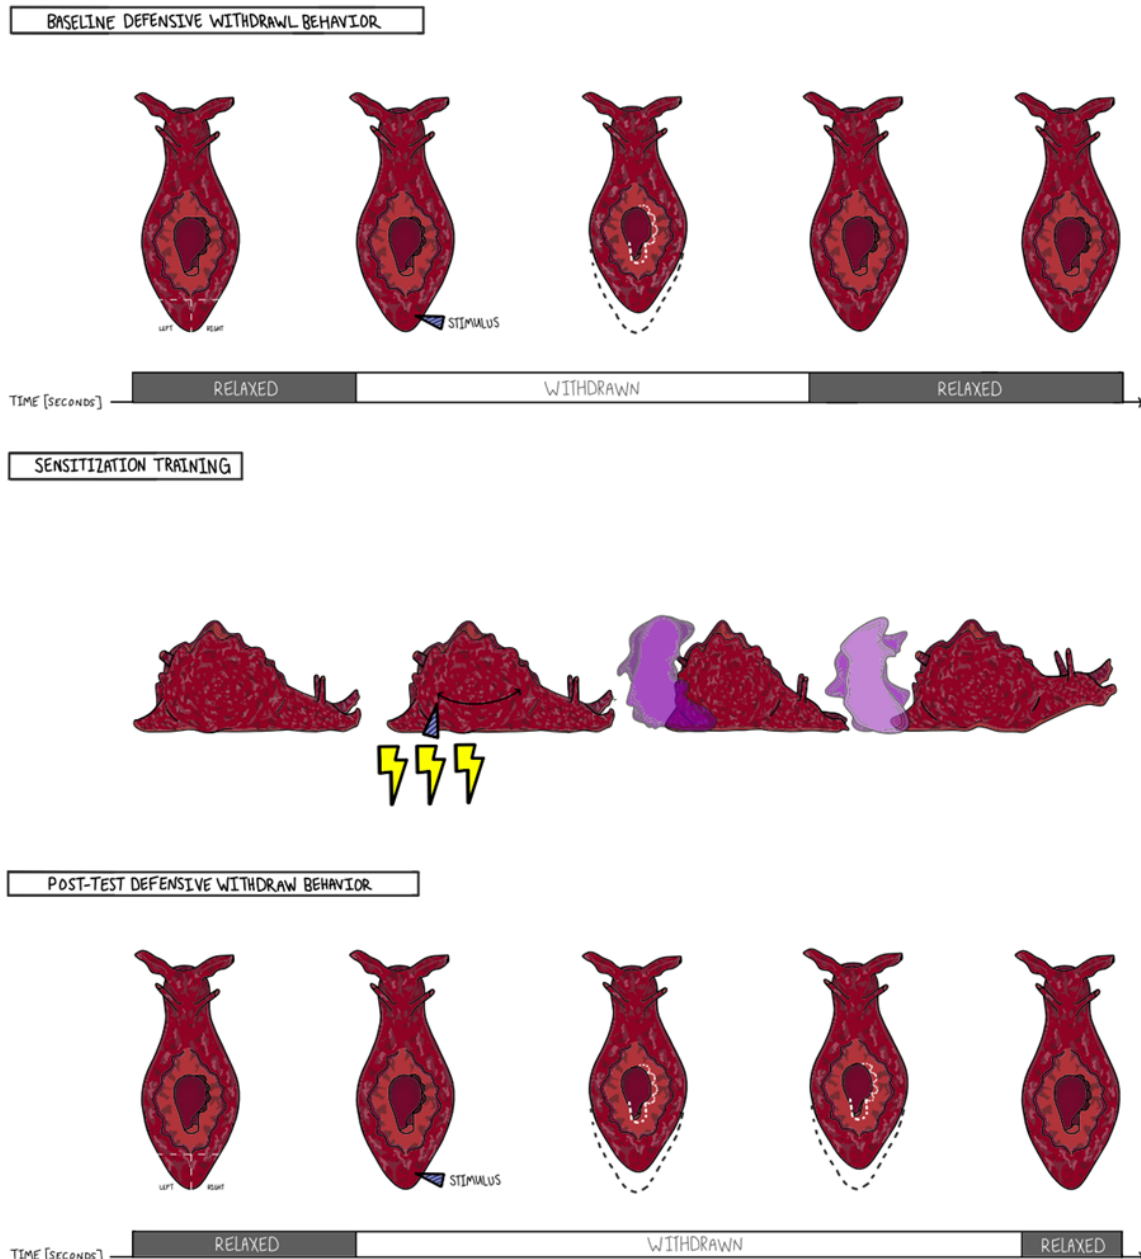 BASELINE DEFENSIVE WITHDRAWL BEHAVIOR
LEFT RIGHT
STIMULUS
RELAXED WITHDRAWN RELAXED
TIME [SECONDS]
SENSITIZATION TRAINING
POST-TEST DEFENSIVE WITHDRAW BEHAVIOR
LEFT RIGHT
STIMULUS
RELAXED WITHDRAWN RELAXED
TIME [SECONDS]